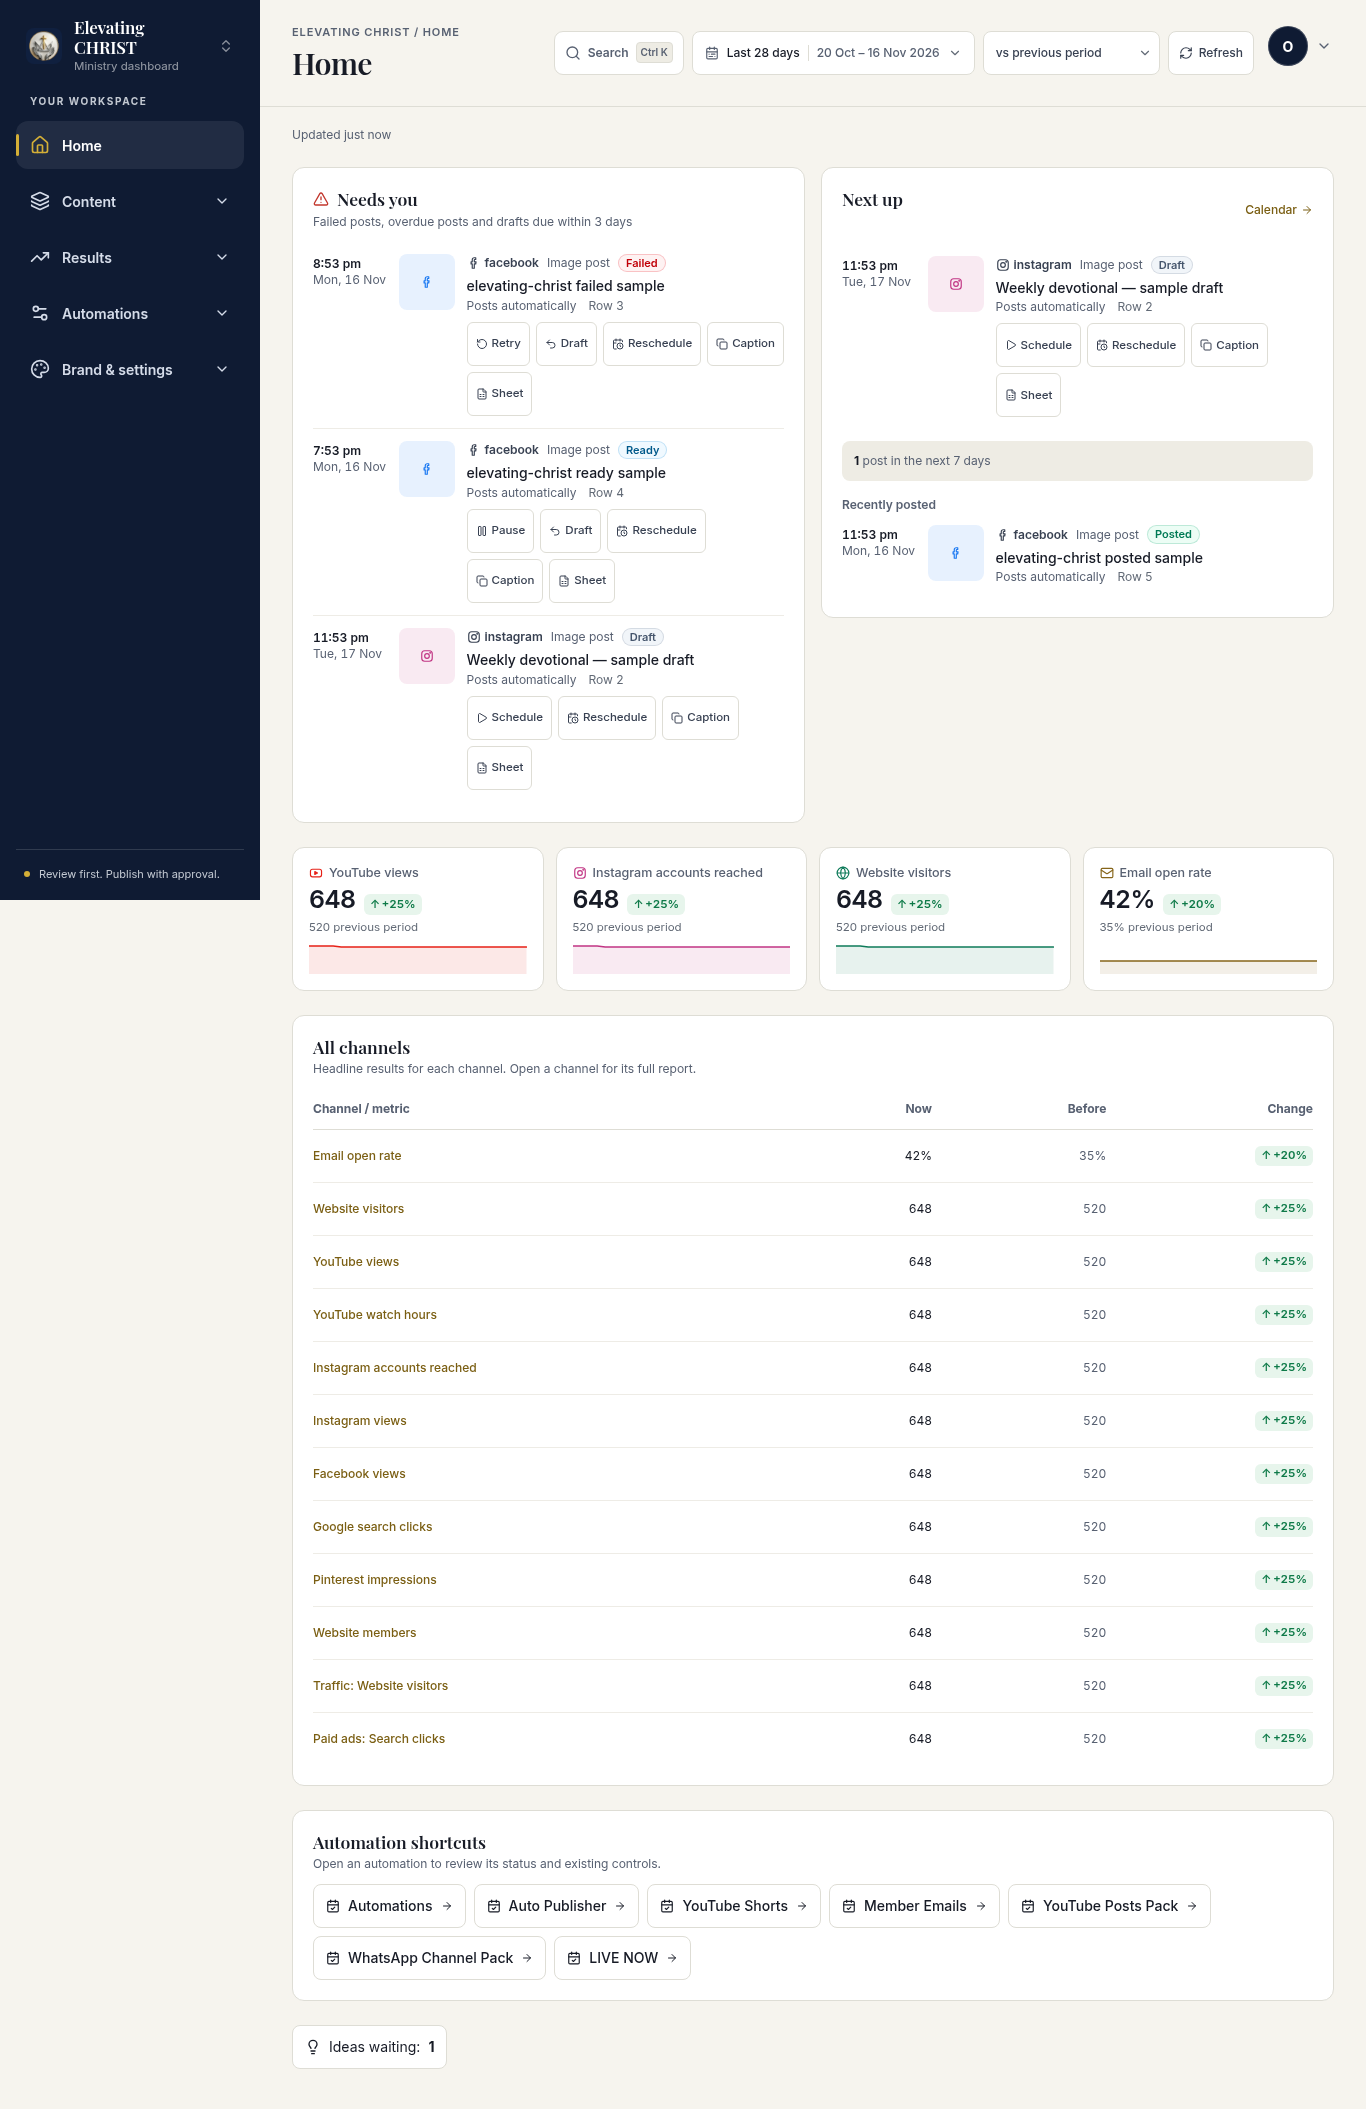 Elevating
CHRIST
Ministry dashboard
YOUR WORKSPACE
Home
Content
Results
Automations
Brand & settings
Review first. Publish with approval.
ELEVATING CHRIST / HOME
Home
Search Ctrl K
Last 28 days 20 Oct – 16 Nov 2026
vs previous period
Refresh
O
Updated just now
Needs you
Failed posts, overdue posts and drafts due within 3 days
8:53 pm
Mon, 16 Nov
facebook Image post Failed
elevating-christ failed sample
Posts automatically Row 3
Retry Draft Reschedule Caption
Sheet
7:53 pm
Mon, 16 Nov
facebook Image post Ready
elevating-christ ready sample
Posts automatically Row 4
Pause Draft Reschedule
Caption Sheet
11:53 pm
Tue, 17 Nov
instagram Image post Draft
Weekly devotional — sample draft
Posts automatically Row 2
Schedule Reschedule Caption
Sheet
Next up
Calendar →
11:53 pm
Tue, 17 Nov
instagram Image post Draft
Weekly devotional — sample draft
Posts automatically Row 2
Schedule Reschedule Caption
Sheet
1 post in the next 7 days
Recently posted
11:53 pm
Mon, 16 Nov
facebook Image post Posted
elevating-christ posted sample
Posts automatically Row 5
YouTube views
648 ↑+25%
520 previous period
Instagram accounts reached
648 ↑+25%
520 previous period
Website visitors
648 ↑+25%
520 previous period
Email open rate
42% ↑+20%
35% previous period
All channels
Headline results for each channel. Open a channel for its full report.
Channel / metric Now Before Change
Email open rate 42% 35% ↑+20%
Website visitors 648 520 ↑+25%
YouTube views 648 520 ↑+25%
YouTube watch hours 648 520 ↑+25%
Instagram accounts reached 648 520 ↑+25%
Instagram views 648 520 ↑+25%
Facebook views 648 520 ↑+25%
Google search clicks 648 520 ↑+25%
Pinterest impressions 648 520 ↑+25%
Website members 648 520 ↑+25%
Traffic: Website visitors 648 520 ↑+25%
Paid ads: Search clicks 648 520 ↑+25%
Automation shortcuts
Open an automation to review its status and existing controls.
Automations → Auto Publisher → YouTube Shorts → Member Emails → YouTube Posts Pack →
WhatsApp Channel Pack → LIVE NOW →
Ideas waiting: 1